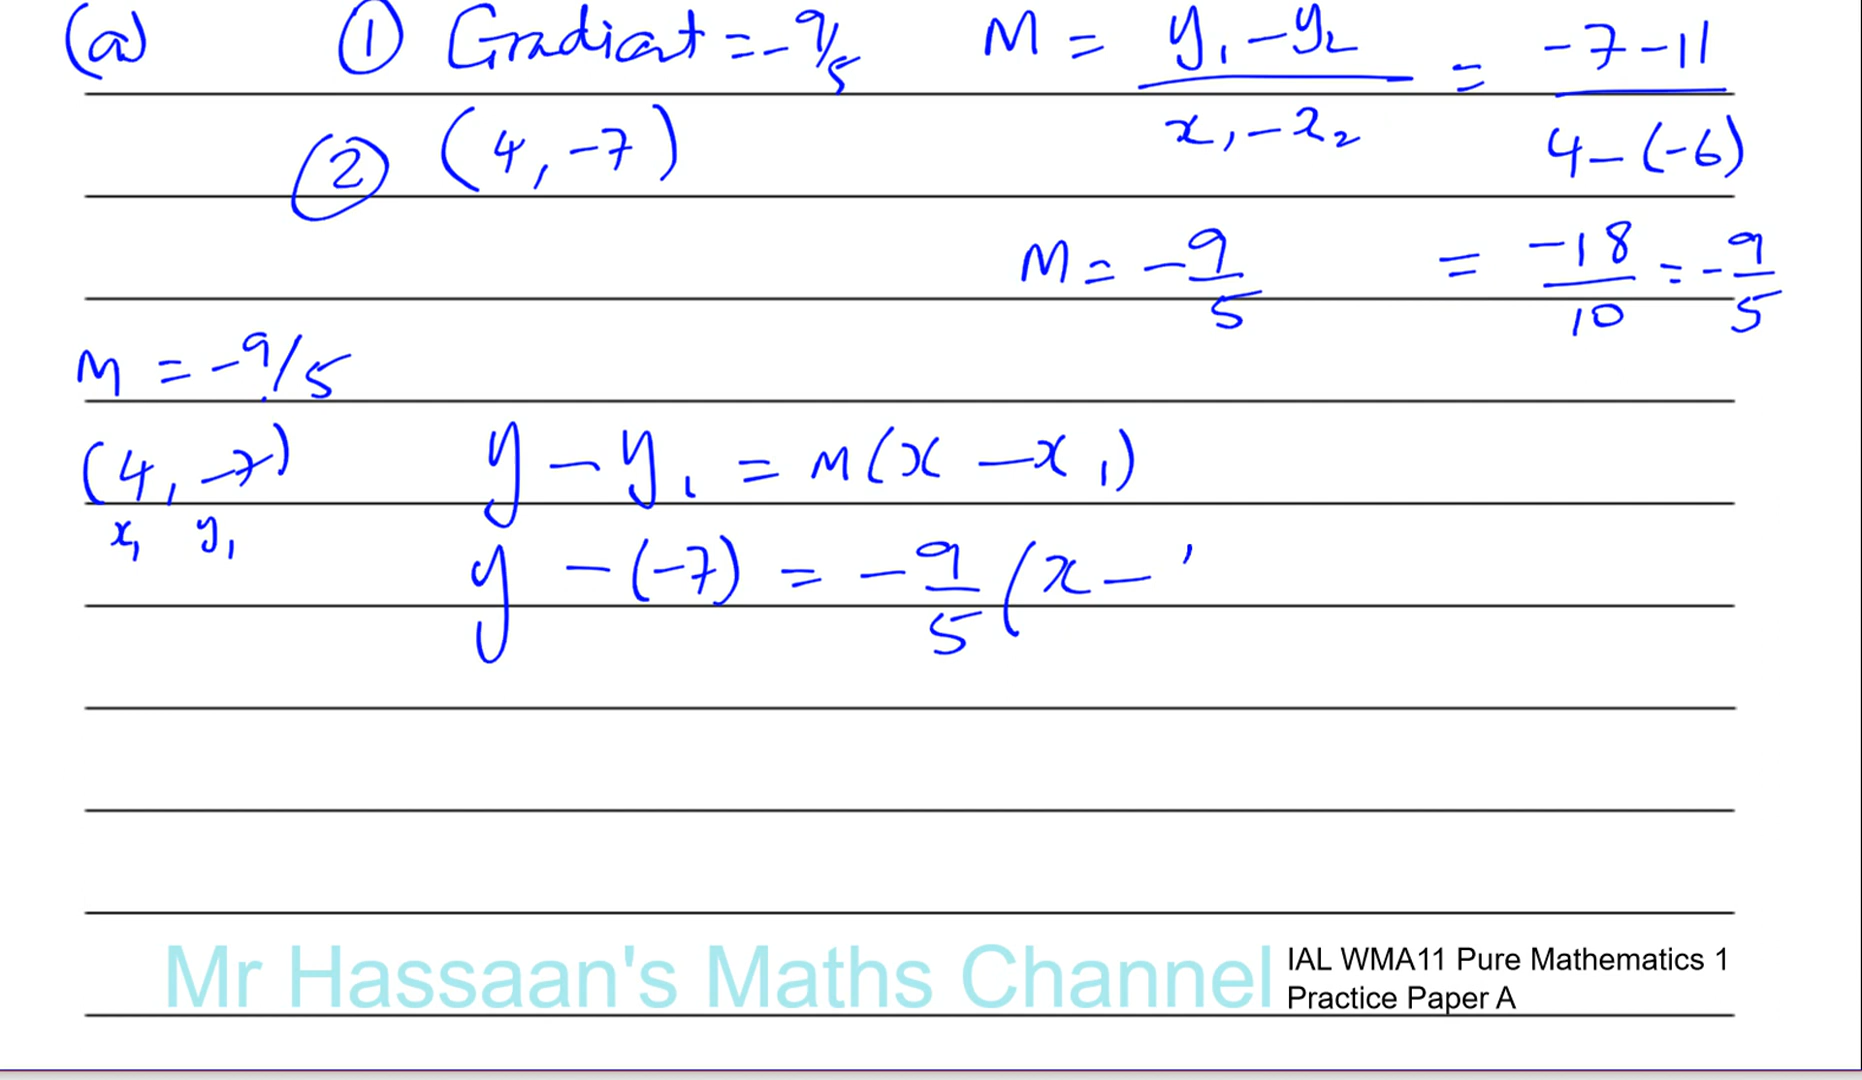 (a) ① Gradient = -9/5 M = y₁ - y₂ / x₁ - x₂ = -7 - 11 / 4 - (-6)
② (4, -7)
M = -9/5 = -18/10 = -9/5
M = -9/5
(4, -7) y - y₁ = M(x - x₁)
x₁ y₁
y - (-7) = -9/5 (x -
Mr Hassaan's Maths Channel
IAL WMA11 Pure Mathematics 1
Practice Paper A